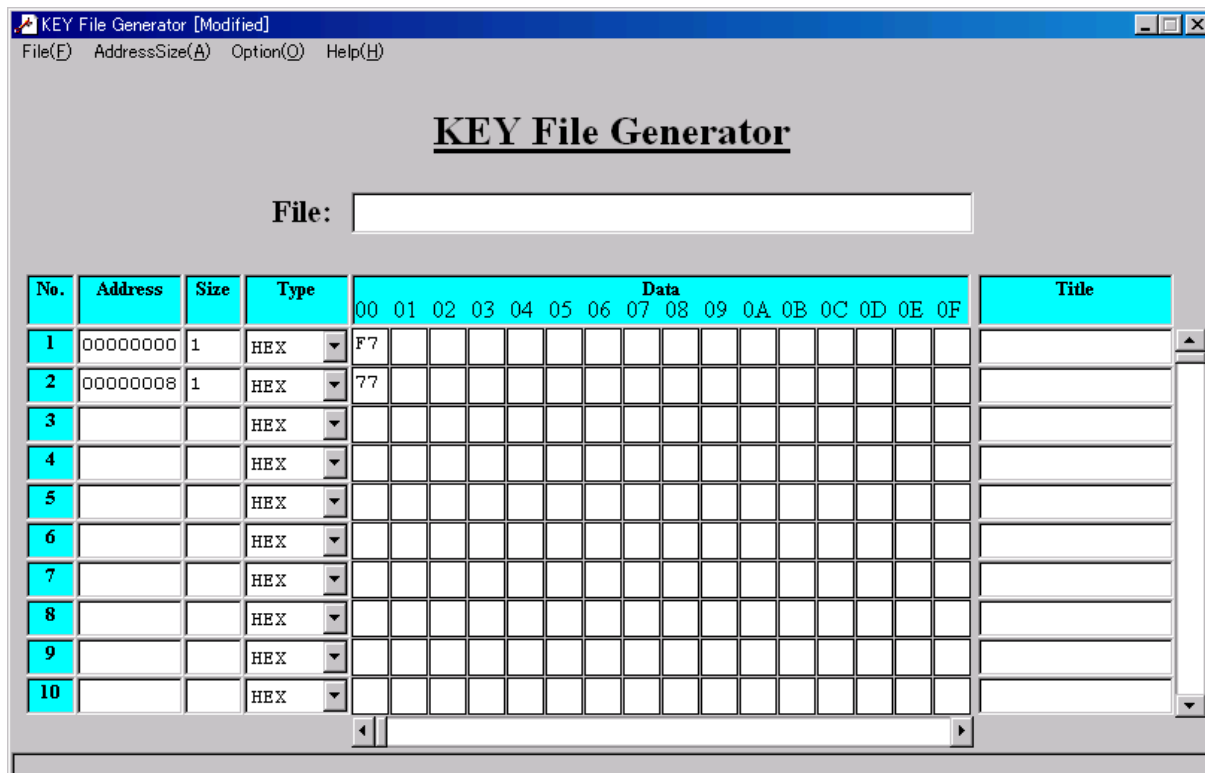 KEY File Generator [Modified]
File(F) AddressSize(A) Option(O) Help(H)
KEY File Generator
File:
No. Address Size Type Data Title
00 01 02 03 04 05 06 07 08 09 0A 0B 0C 0D 0E 0F
1 00000000 1 HEX F7
2 00000008 1 HEX 77
3 HEX
4 HEX
5 HEX
6 HEX
7 HEX
8 HEX
9 HEX
10 HEX